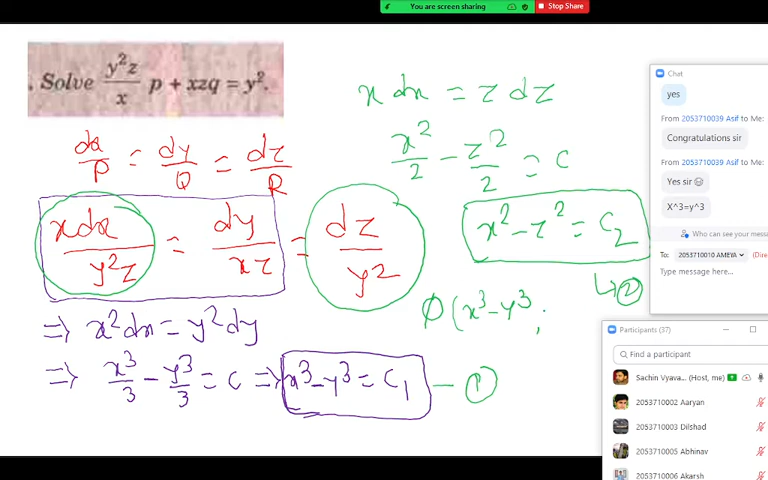 You are screen sharing
Stop Share
. Solve y²z/x p + xzq = y².
dx/P = dy/Q = dz/R
xdx/y²z = dy/xz = dz/y²
⇒ x²dx = y²dy
⇒ x³/3 - y³/3 = c ⇒ x³-y³ = C₁ - ①
x dx = z dz
x²/2 - z²/2 = c
x² - z² = C₂
↳ ②
Φ(x³-y³;
Chat
yes
From 2053710039 Asif to Me:
Congratulations sir
From 2053710039 Asif to Me:
Yes sir 😊
X^3=y^3
Who can see your mess
To: 2053710010 AMEYA (Dire
Type message here...
Participants (37)
Find a participant
Sachin Vyava... (Host, me)
2053710002 Aaryan
2053710003 Dilshad
2053710005 Abhinav
2053710006 Akarsh